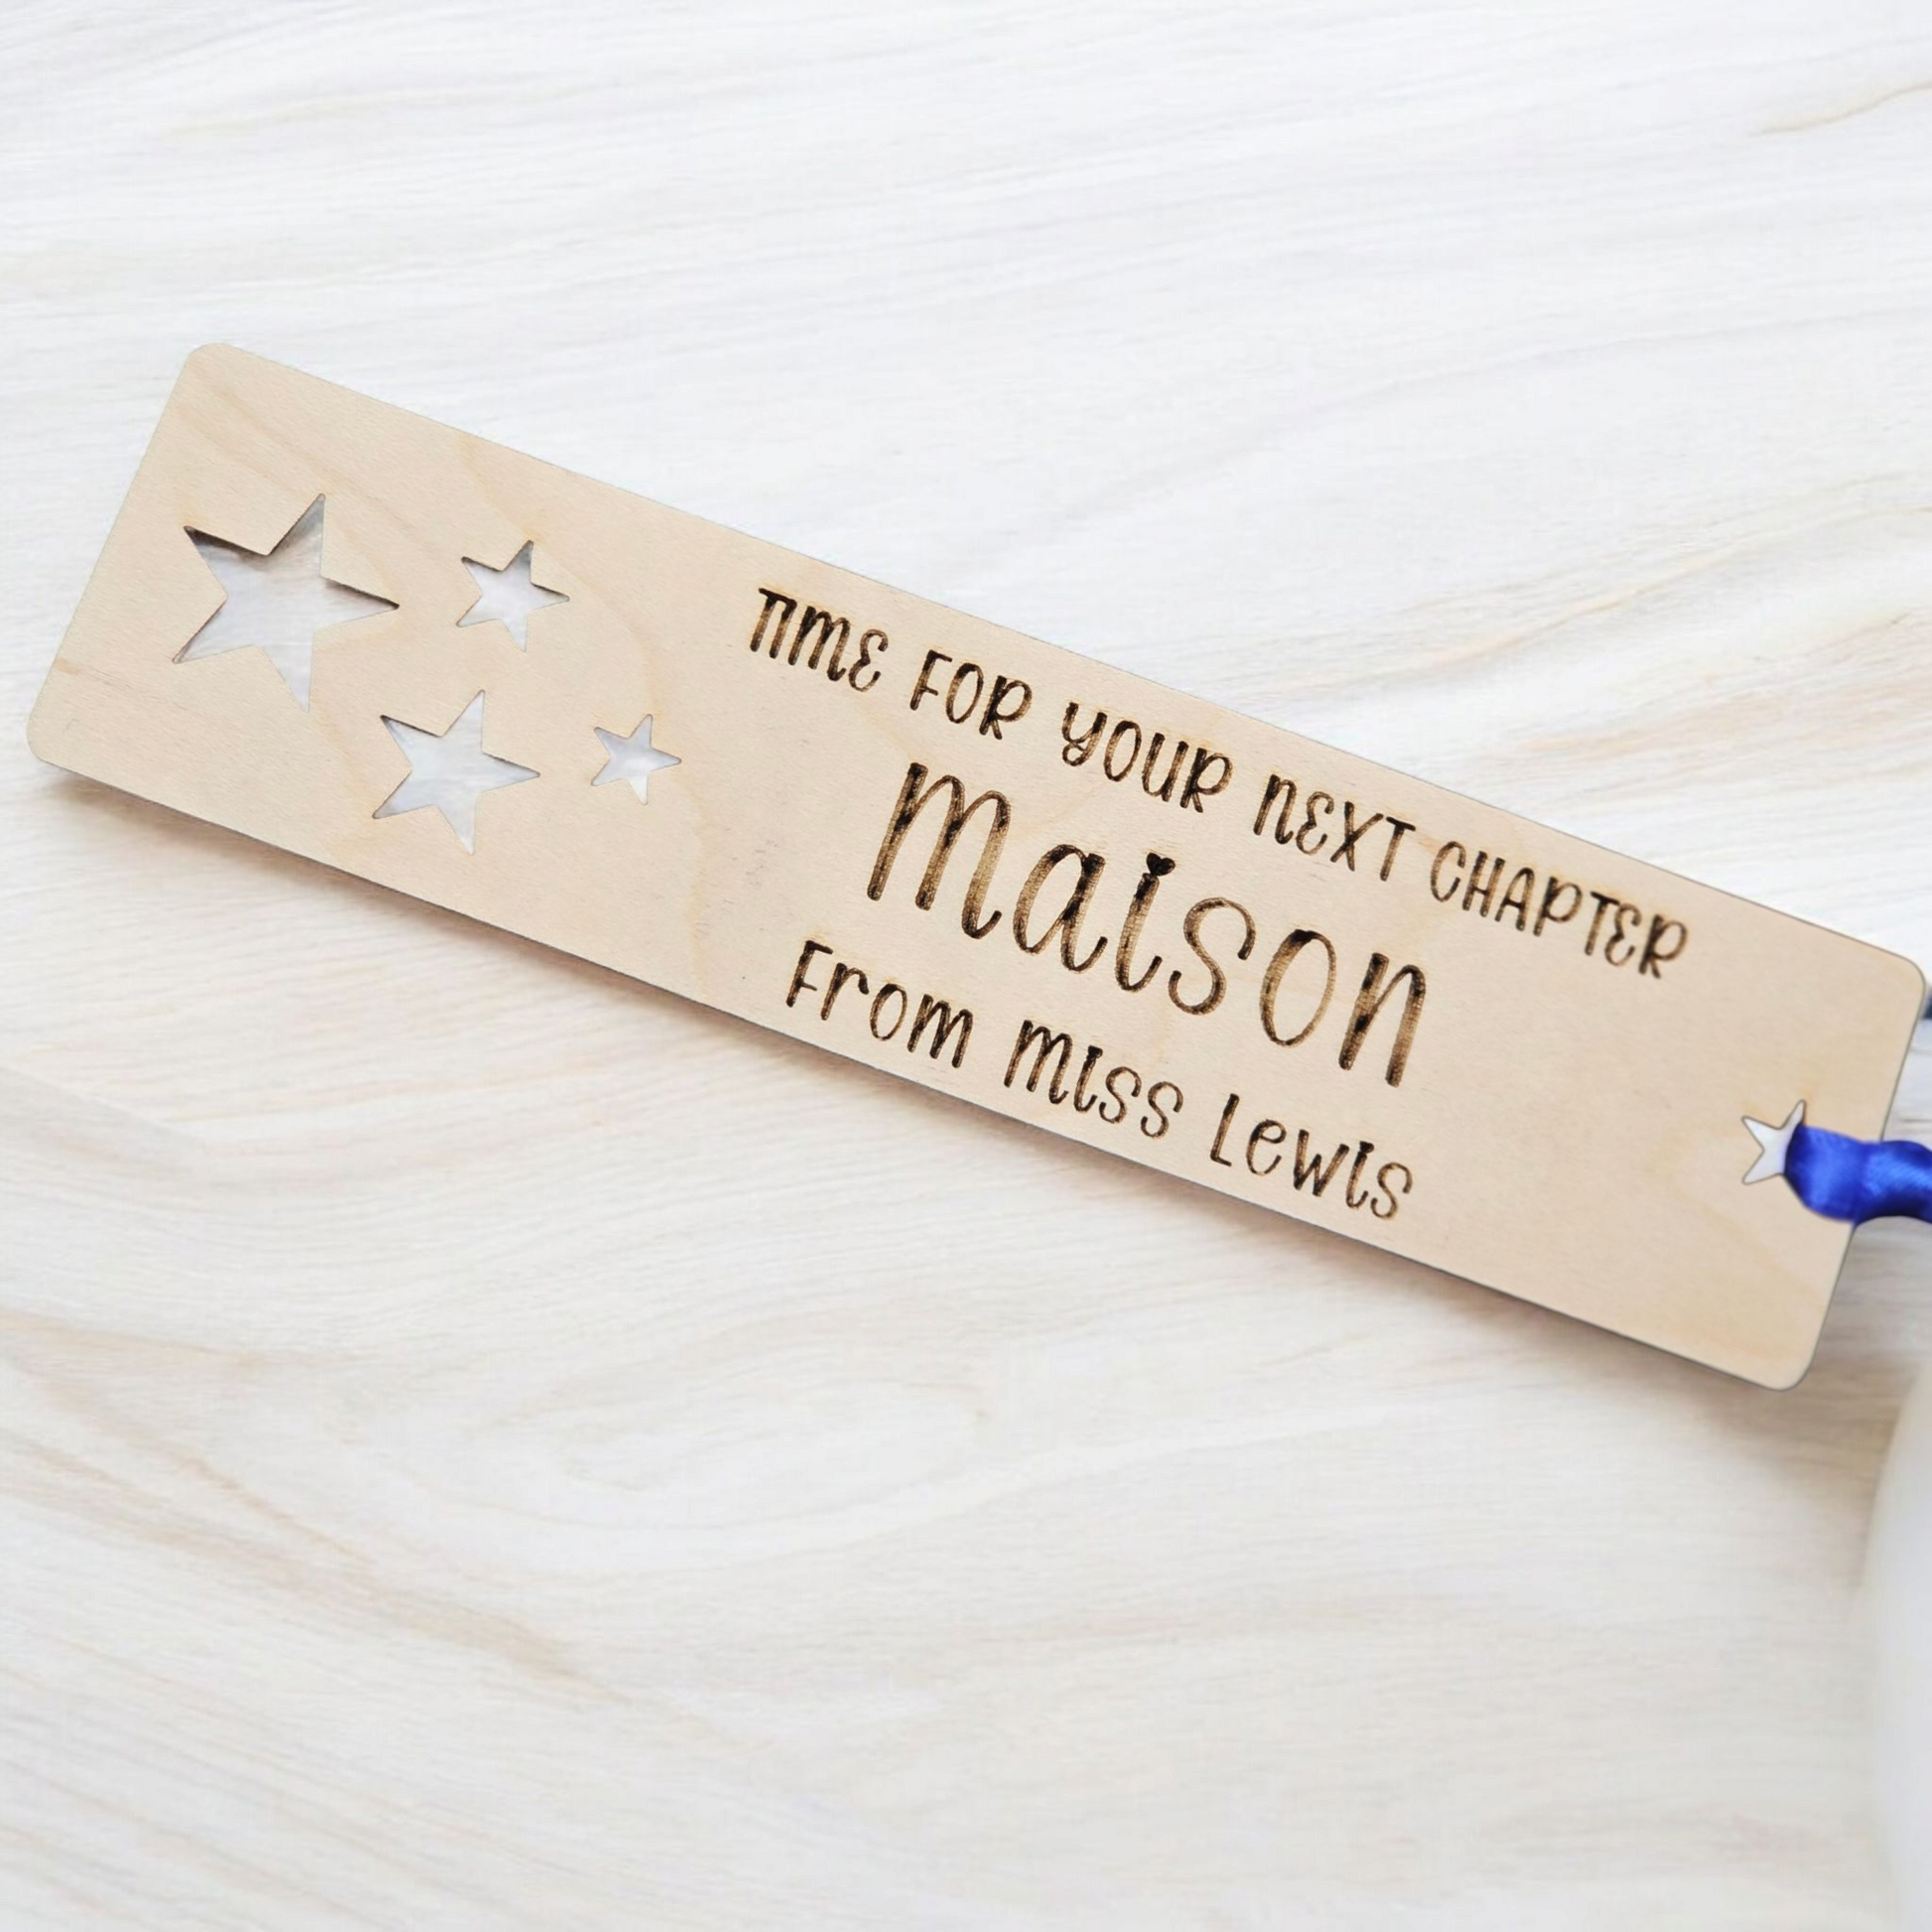 TIME FOR YOUR NEXT CHAPTER
Maison
From Miss Lewis